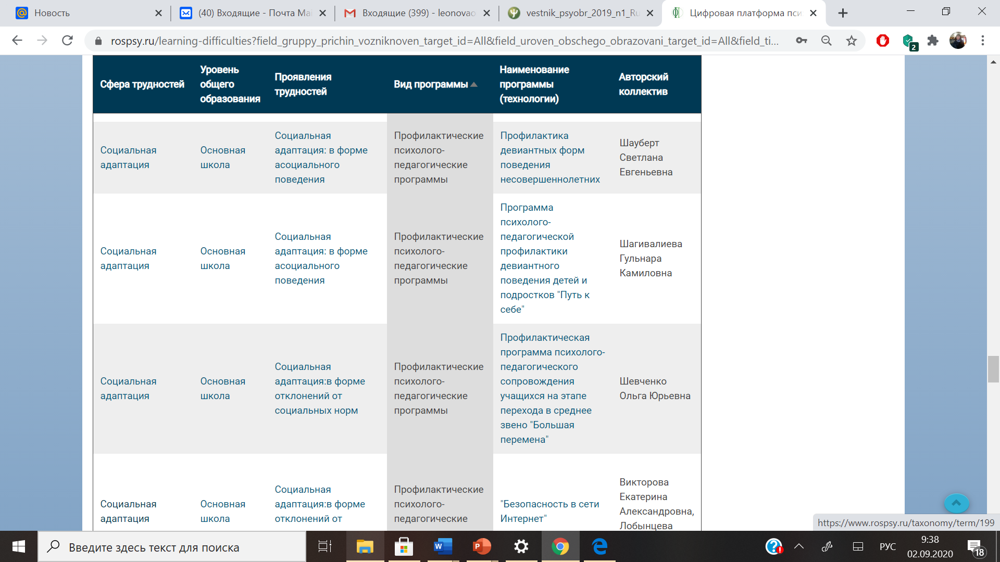 Новость
(40) Входящие - Почта Mai
Входящие (399) - leonovao
vestnik_psyobr_2019_n1_Ru
Цифровая платформа пси
rospsy.ru/learning-difficulties?field_gruppy_prichin_vozniknoven_target_id=All&field_uroven_obschego_obrazovani_target_id=All&field_ti...
2
Сфера трудностей
Уровень
общего
образования
Проявления
трудностей
Вид программы
Наименование
программы
(технологии)
Авторский
коллектив
Социальная
адаптация
Основная
школа
Социальная
адаптация: в форме
асоциального
поведения
Профилактические
психолого-
педагогические
программы
Профилактика
девиантных форм
поведения
несовершеннолетних
Шауберт
Светлана
Евгеньевна
Социальная
адаптация
Основная
школа
Социальная
адаптация: в форме
асоциального
поведения
Профилактические
психолого-
педагогические
программы
Программа
психолого-
педагогической
профилактики
девиантного
поведения детей и
подростков "Путь к
себе"
Шагивалиева
Гульнара
Камиловна
Социальная
адаптация
Основная
школа
Социальная
адаптация:в форме
отклонений от
социальных норм
Профилактические
психолого-
педагогические
программы
Профилактическая
программа психолого-
педагогического
сопровождения
учащихся на этапе
перехода в среднее
звено "Большая
перемена"
Шевченко
Ольга Юрьевна
Социальная
адаптация
Основная
школа
Социальная
адаптация:в форме
отклонений от
Профилактические
психолого-
педагогические
"Безопасность в сети
Интернет"
Викторова
Екатерина
Александровна,
Лобынцева
https://www.rospsy.ru/taxonomy/term/199
Введите здесь текст для поиска
РУС
9:38
02.09.2020
18